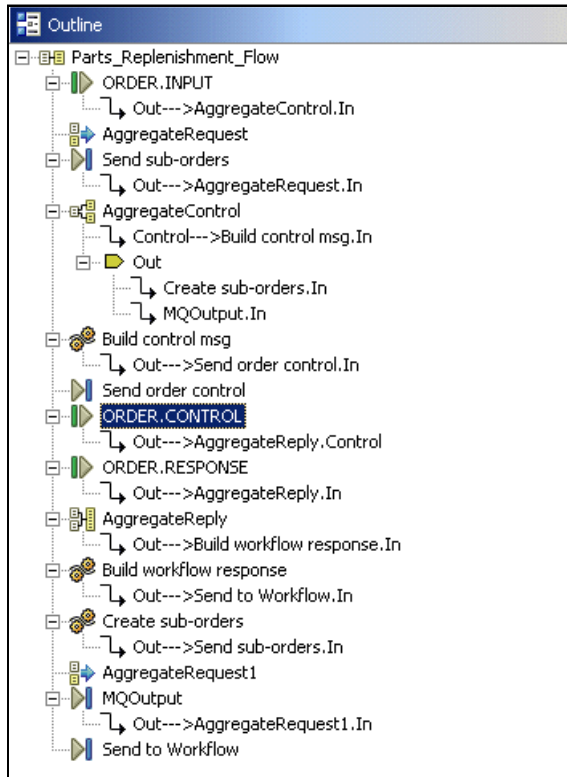 Outline
Parts_Replenishment_Flow
ORDER.INPUT
Out--->AggregateControl.In
AggregateRequest
Send sub-orders
Out--->AggregateRequest.In
AggregateControl
Control--->Build control msg.In
Out
Create sub-orders.In
MQOutput.In
Build control msg
Out--->Send order control.In
Send order control
ORDER.CONTROL
Out--->AggregateReply.Control
ORDER.RESPONSE
Out--->AggregateReply.In
AggregateReply
Out--->Build workflow response.In
Build workflow response
Out--->Send to Workflow.In
Create sub-orders
Out--->Send sub-orders.In
AggregateRequest1
MQOutput
Out--->AggregateRequest1.In
Send to Workflow